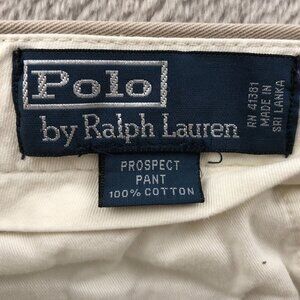 Polo
by Ralph Lauren
RN 41381
MADE IN
SRI LANKA
PROSPECT
PANT
100% COTTON